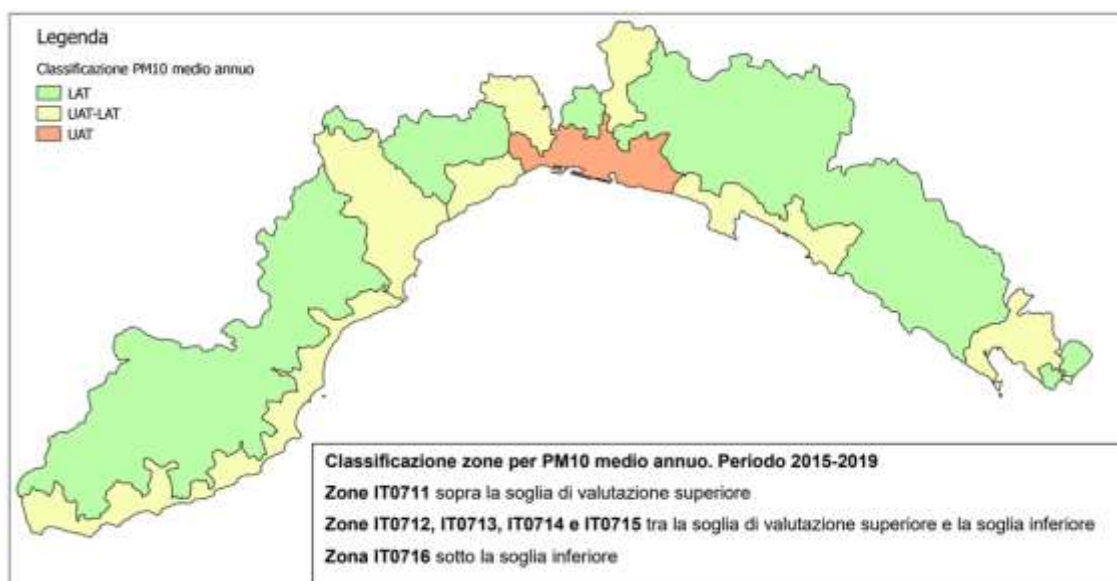 Legenda
Classificazione PM10 medio annuo
LAT
UAT-LAT
UAT
Classificazione zone per PM10 medio annuo. Periodo 2015-2019
Zone IT0711 sopra la soglia di valutazione superiore
Zone IT0712, IT0713, IT0714 e IT0715 tra la soglia di valutazione superiore e la soglia inferiore
Zona IT0716 sotto la soglia inferiore